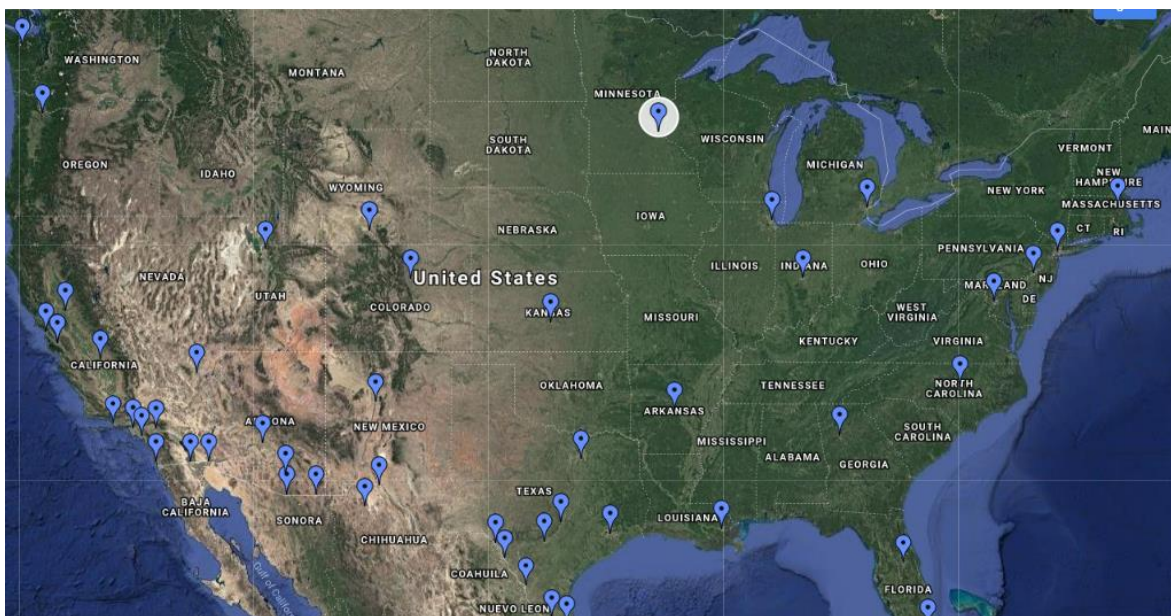 WASHINGTON
NORTH
DAKOTA
MONTANA
MINNESOTA
MAIN
SOUTH
DAKOTA
WISCONSIN
VERMONT
OREGON
IDAHO
MICHIGAN
NEW
HAMPSHIRE
WYOMING
NEW YORK
MASSACHUSETTS
IOWA
NEBRASKA
CT
RI
PENNSYLVANIA
NEVADA
United States
ILLINOIS
INDIANA
OHIO
NJ
MARYLAND
UTAH
COLORADO
DE
KANSAS
MISSOURI
WEST
VIRGINIA
KENTUCKY
VIRGINIA
CALIFORNIA
OKLAHOMA
TENNESSEE
NORTH
CAROLINA
ARKANSAS
ARIZONA
NEW MEXICO
SOUTH
CAROLINA
MISSISSIPPI
ALABAMA
GEORGIA
TEXAS
BAJA
CALIFORNIA
SONORA
LOUISIANA
CHIHUAHUA
Gulf of California
COAHUILA
FLORIDA
NUEVO LEON